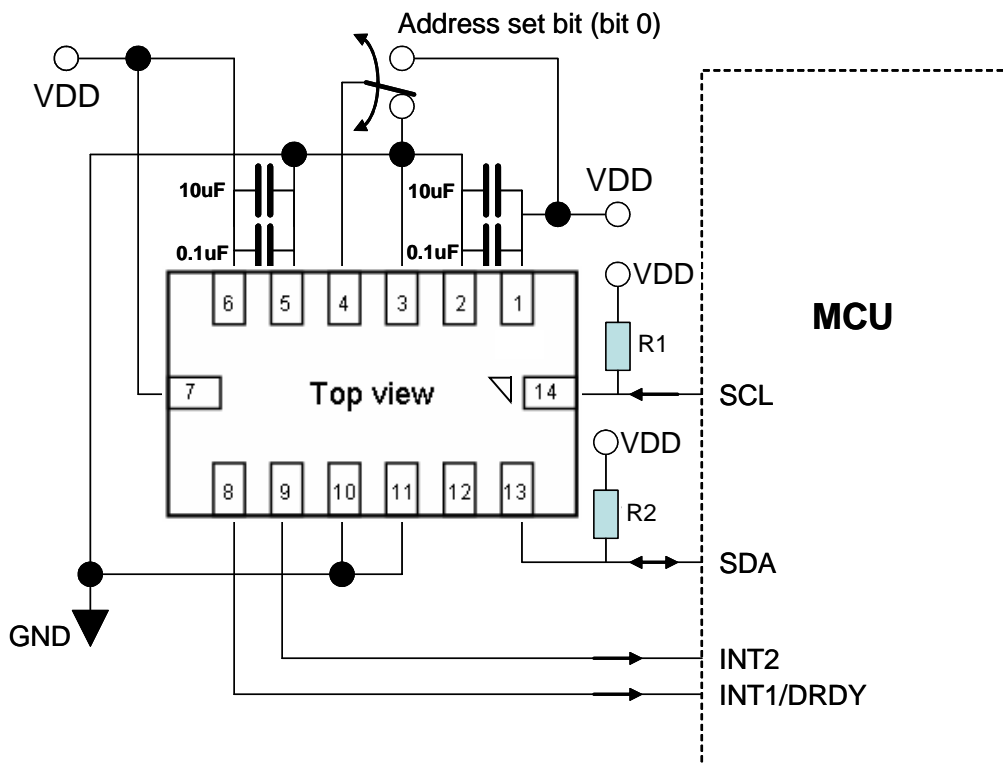 Address set bit (bit 0)
VDD
10uF
10uF
VDD
0.1uF
0.1uF
6 5 4 3 2 1
VDD
R1
MCU
7 Top view 14
SCL
VDD
8 9 10 11 12 13
R2
SDA
GND
INT2
INT1/DRDY